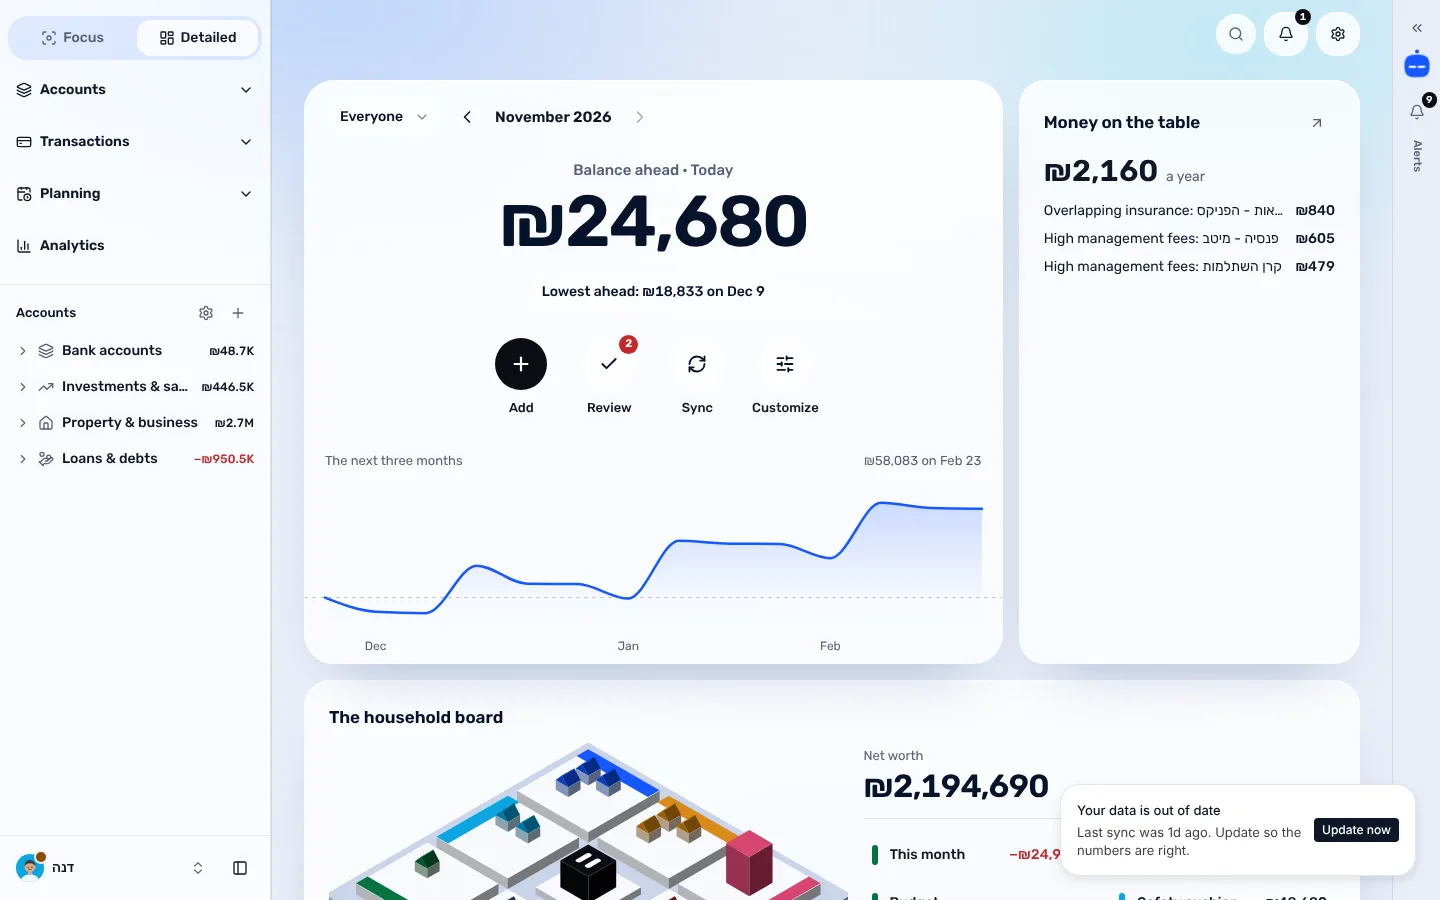 Focus
Detailed
Accounts
Transactions
Planning
Analytics
Accounts
Bank accounts ₪48.7K
Investments & sa... ₪446.5K
Property & business ₪2.7M
Loans & debts −₪950.5K
דנה
1
Everyone
November 2026
Balance ahead • Today
₪24,680
Lowest ahead: ₪18,833 on Dec 9
2
Add
Review
Sync
Customize
The next three months
₪58,083 on Feb 23
Dec
Jan
Feb
Money on the table
₪2,160 a year
Overlapping insurance: אות - הפניקס... ₪840
High management fees: פנסיה - מיטב ₪605
High management fees: קרן השתלמות ₪479
The household board
Net worth
₪2,194,690
This month −₪24,9
Your data is out of date
Last sync was 1d ago. Update so the
numbers are right.
Update now
9
Alerts